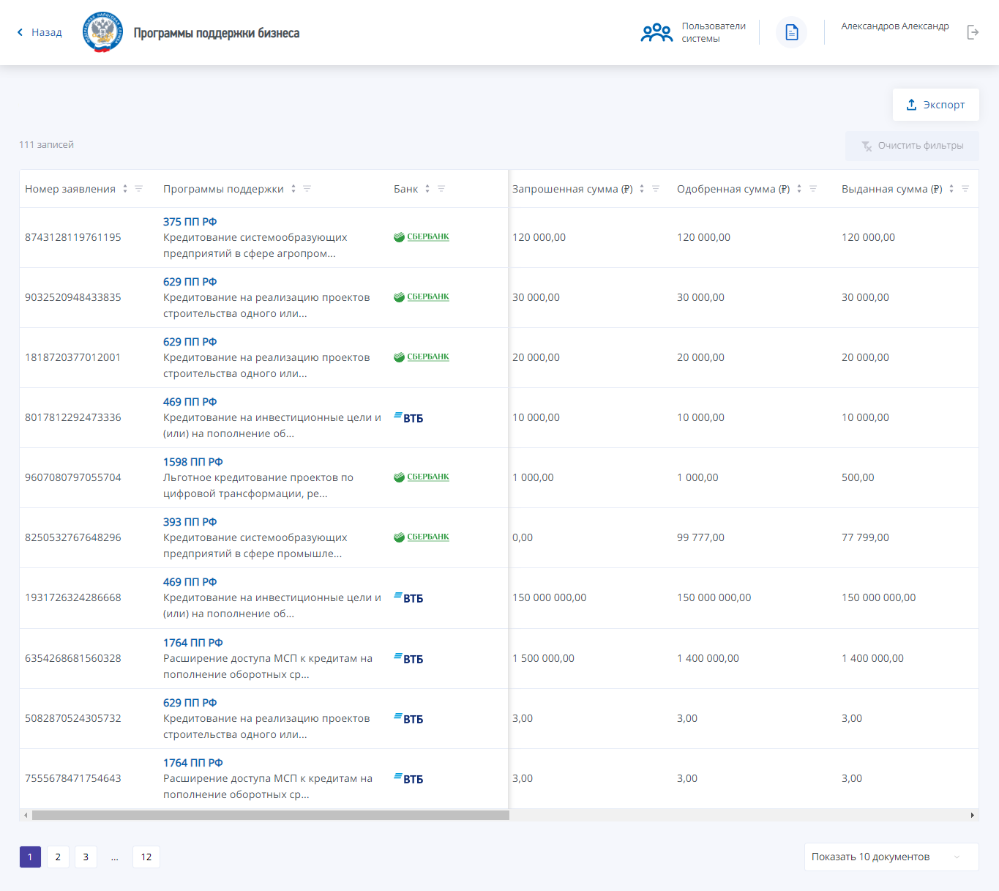 Назад
Программы поддержки бизнеса
Пользователи
системы
Александров Александр
Экспорт
111 записей
Очистить фильтры
Номер заявления Программы поддержки Банк Запрошенная сумма (₽) Одобренная сумма (₽) Выданная сумма (₽)
375 ПП РФ
8743128119761195 Кредитование системообразующих СБЕРБАНК 120 000,00 120 000,00 120 000,00
предприятий в сфере агропром...
629 ПП РФ
9032520948433835 Кредитование на реализацию проектов СБЕРБАНК 30 000,00 30 000,00 30 000,00
строительства одного или...
629 ПП РФ
1818720377012001 Кредитование на реализацию проектов СБЕРБАНК 20 000,00 20 000,00 20 000,00
строительства одного или...
469 ПП РФ
8017812292473336 Кредитование на инвестиционные цели и ВТБ 10 000,00 10 000,00 10 000,00
(или) на пополнение об...
1598 ПП РФ
9607080797055704 Льготное кредитование проектов по СБЕРБАНК 1 000,00 1 000,00 500,00
цифровой трансформации, ре...
393 ПП РФ
8250532767648296 Кредитование системообразующих СБЕРБАНК 0,00 99 777,00 77 799,00
предприятий в сфере промышле...
469 ПП РФ
1931726324286668 Кредитование на инвестиционные цели и ВТБ 150 000 000,00 150 000 000,00 150 000 000,00
(или) на пополнение об...
1764 ПП РФ
6354268681560328 Расширение доступа МСП к кредитам на ВТБ 1 500 000,00 1 400 000,00 1 400 000,00
пополнение оборотных ср...
629 ПП РФ
5082870524305732 Кредитование на реализацию проектов ВТБ 3,00 3,00 3,00
строительства одного или...
1764 ПП РФ
7555678471754643 Расширение доступа МСП к кредитам на ВТБ 3,00 3,00 3,00
пополнение оборотных ср...
1 2 3 ... 12 Показать 10 документов